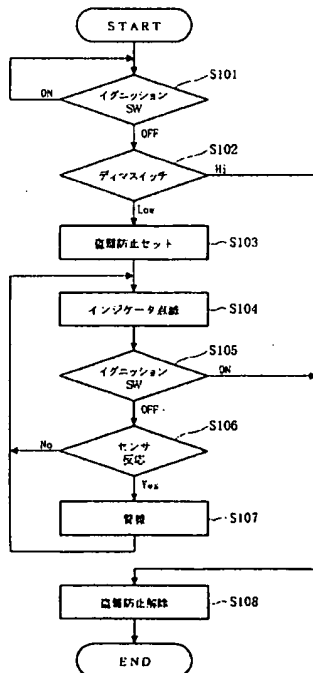 START
S101
イグニッション
SW
ON
OFF
S102
ディマスイッチ
Hi
Low
盗難防止セット
S103
インジケータ点滅
S104
S105
イグニッション
SW
ON
OFF
S106
センサ
反応
No
Yes
警報
S107
盗難防止解除
S108
END